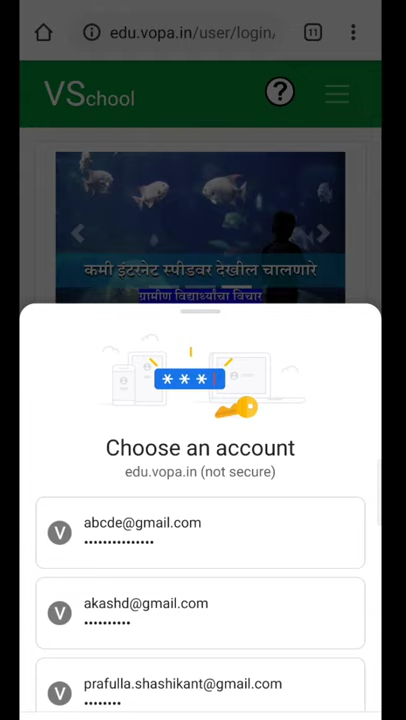 edu.vopa.in/user/login/
11
VSchool
?
कमी इंटरनेट स्पीडवर देखील चालणारे
ग्रामीण विद्यार्थ्यांचा विचार
***
Choose an account
edu.vopa.in (not secure)
V
abcde@gmail.com
•••••••••••••••
V
akashd@gmail.com
••••••••••
V
prafulla.shashikant@gmail.com
••••••••